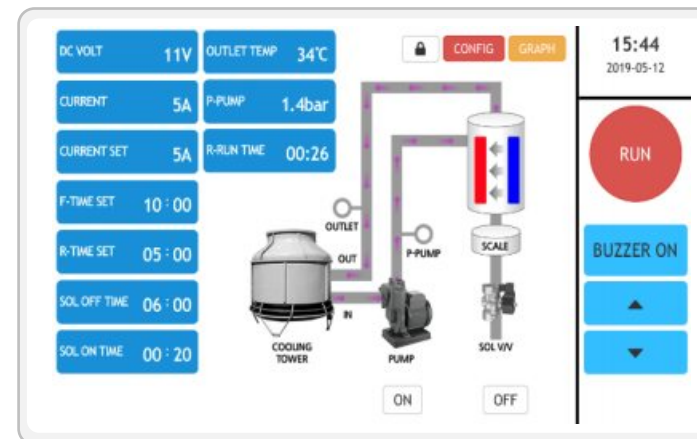 DC VOLT 11V
OUTLET TEMP 34℃
CONFIG
GRAPH
15:44
2019-05-12
CURRENT 5A
P-PUMP 1.4bar
CURRENT SET 5A
R-RUN TIME 00:26
RUN
F-TIME SET 10:00
R-TIME SET 05:00
SOL OFF TIME 06:00
SOL ON TIME 00:20
OUTLET
OUT
P-PUMP
SCALE
IN
COOLING
TOWER
PUMP
SOL V/V
BUZZER ON
ON
OFF